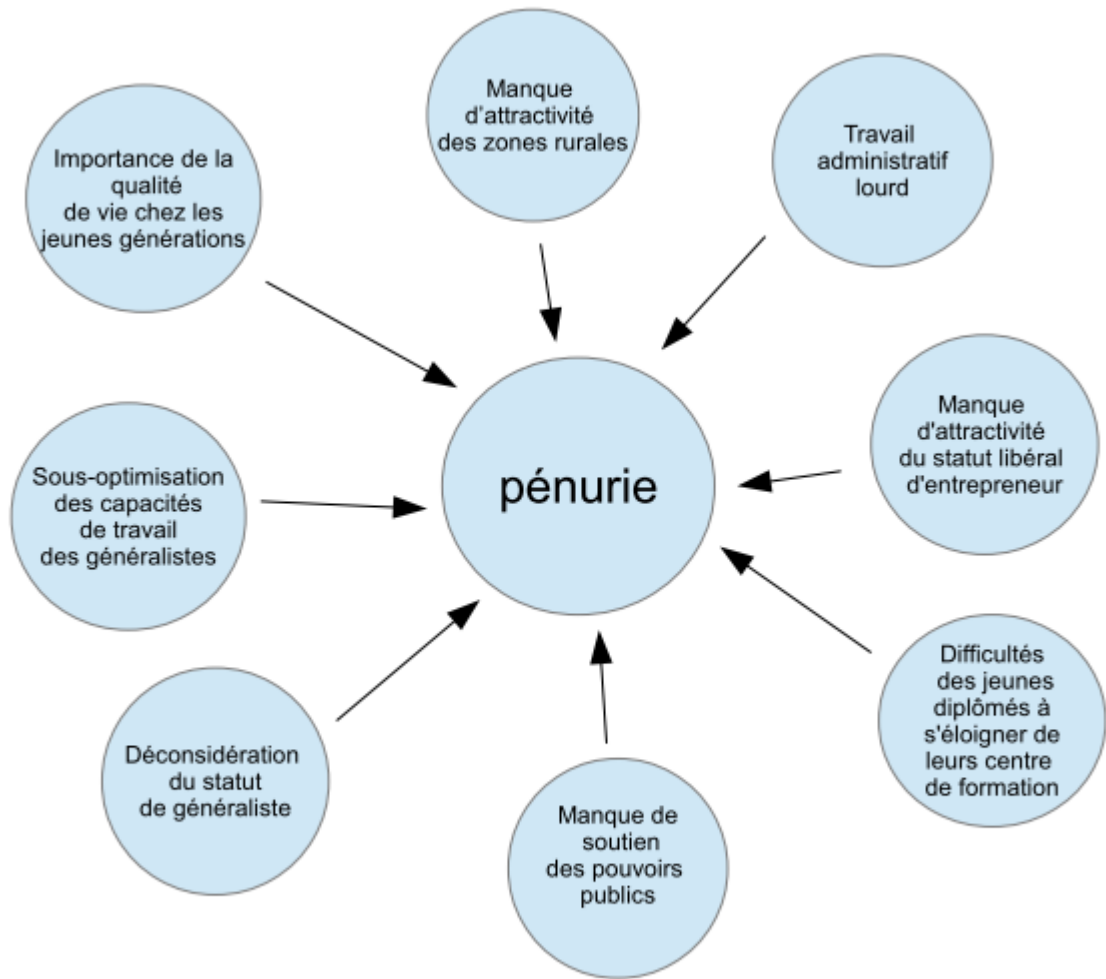 Manque
d'attractivité
des zones rurales
Travail
administratif
lourd
Importance de la
qualité
de vie chez les
jeunes générations
Manque
d'attractivité
du statut libéral
d'entrepreneur
pénurie
Sous-optimisation
des capacités
de travail
des généralistes
Difficultés
des jeunes
diplômés à
s'éloigner de
leurs centre
de formation
Déconsidération
du statut
de généraliste
Manque de
soutien
des pouvoirs
publics